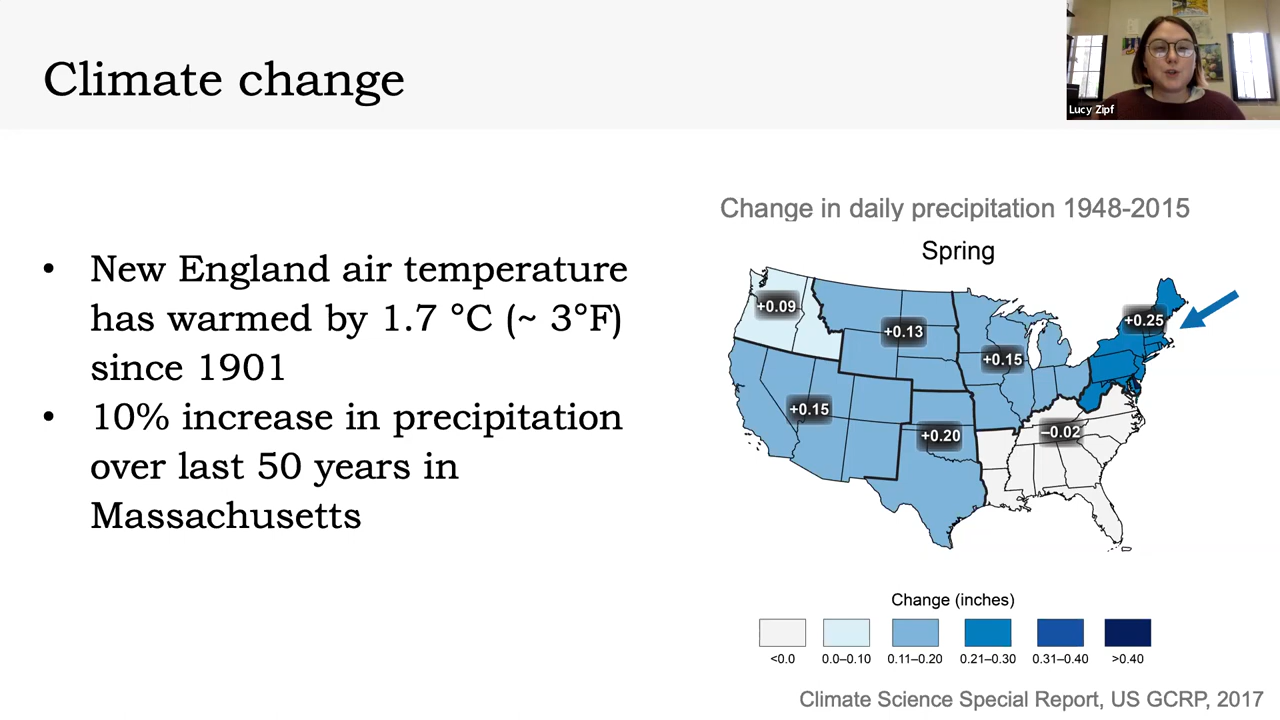 Climate change
Lucy Zipf
• New England air temperature
has warmed by 1.7 °C (~ 3°F)
since 1901
• 10% increase in precipitation
over last 50 years in
Massachusetts
Change in daily precipitation 1948-2015
Spring
+0.09
+0.13
+0.25
+0.15
+0.15
+0.20
–0.02
Change (inches)
<0.0 0.0–0.10 0.11–0.20 0.21–0.30 0.31–0.40 >0.40
Climate Science Special Report, US GCRP, 2017